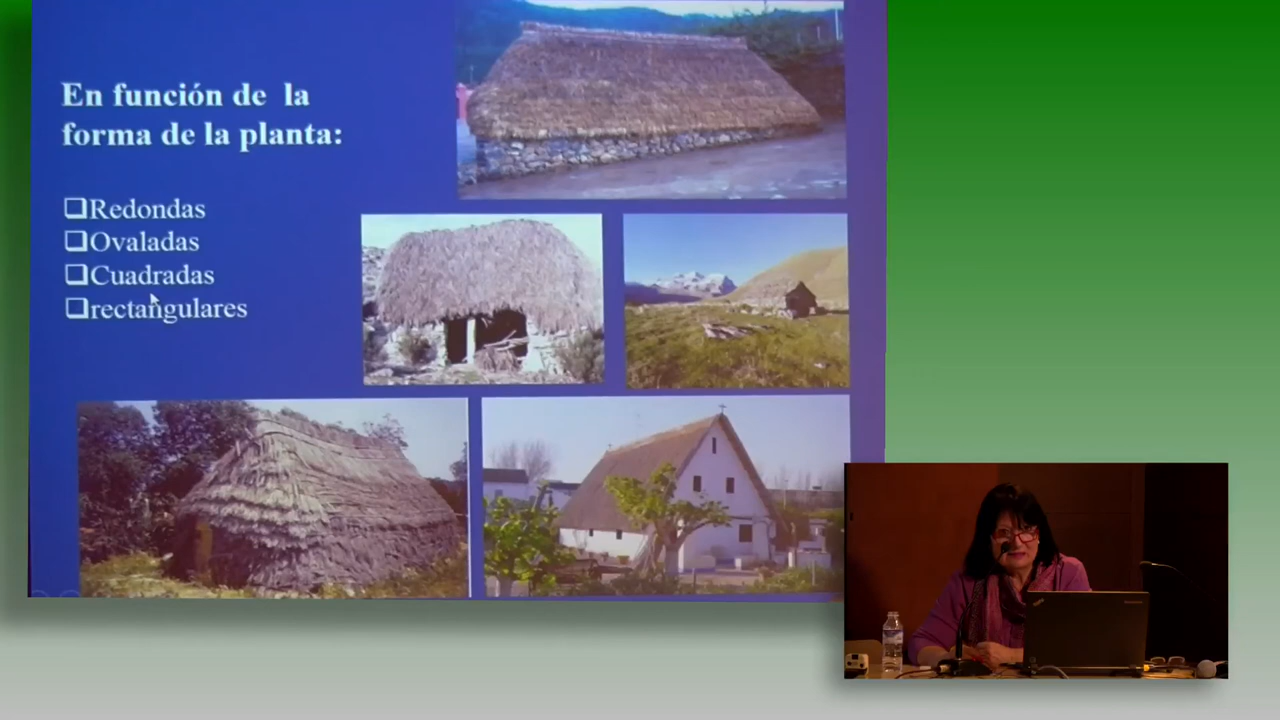 En función de la
forma de la planta:
❑Redondas
❑Ovaladas
❑Cuadradas
❑rectangulares